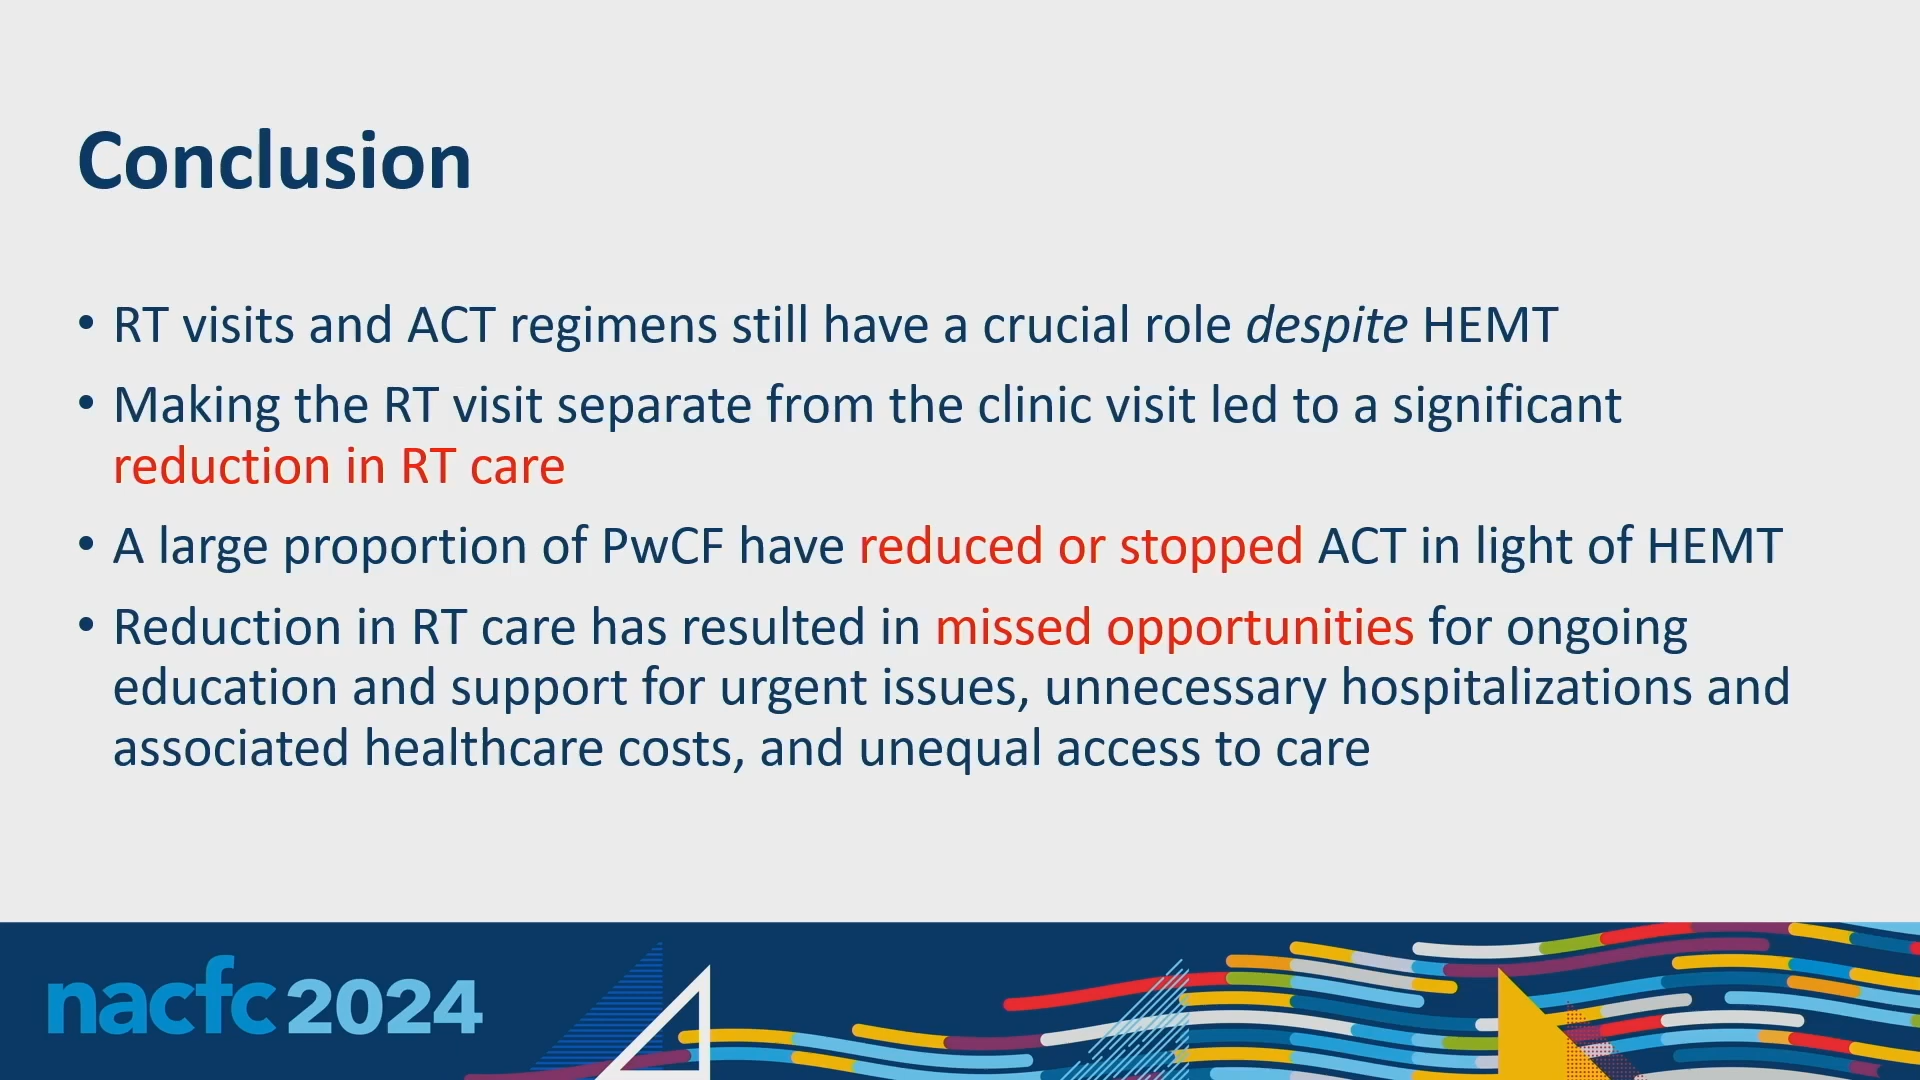 Conclusion
• RT visits and ACT regimens still have a crucial role despite HEMT
• Making the RT visit separate from the clinic visit led to a significant
reduction in RT care
• A large proportion of PwCF have reduced or stopped ACT in light of HEMT
• Reduction in RT care has resulted in missed opportunities for ongoing
education and support for urgent issues, unnecessary hospitalizations and
associated healthcare costs, and unequal access to care
nacfc 2024